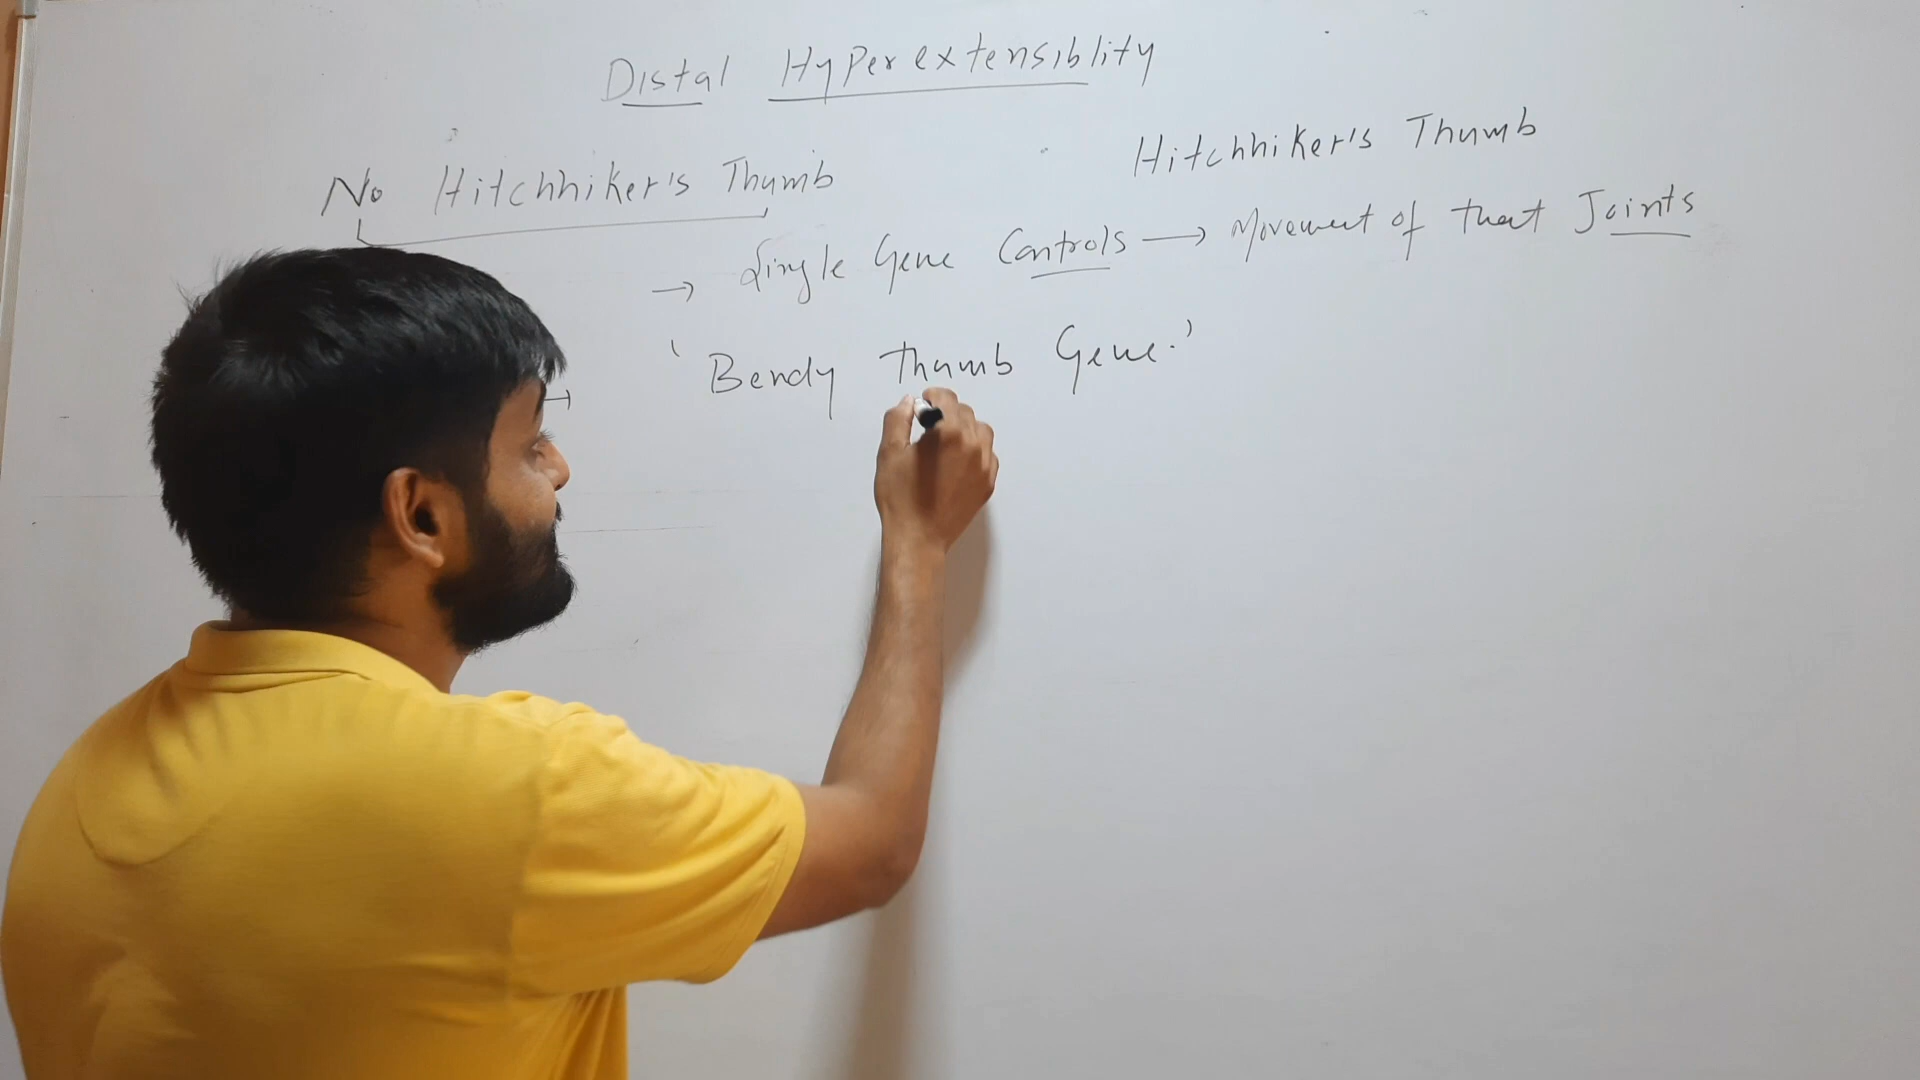 Distal Hyperextensiblity
No Hitchhiker's Thumb
Hitchhiker's Thumb
→ Single Gene Controls → Movement of that Joints
' Bendy Thumb Gene.'